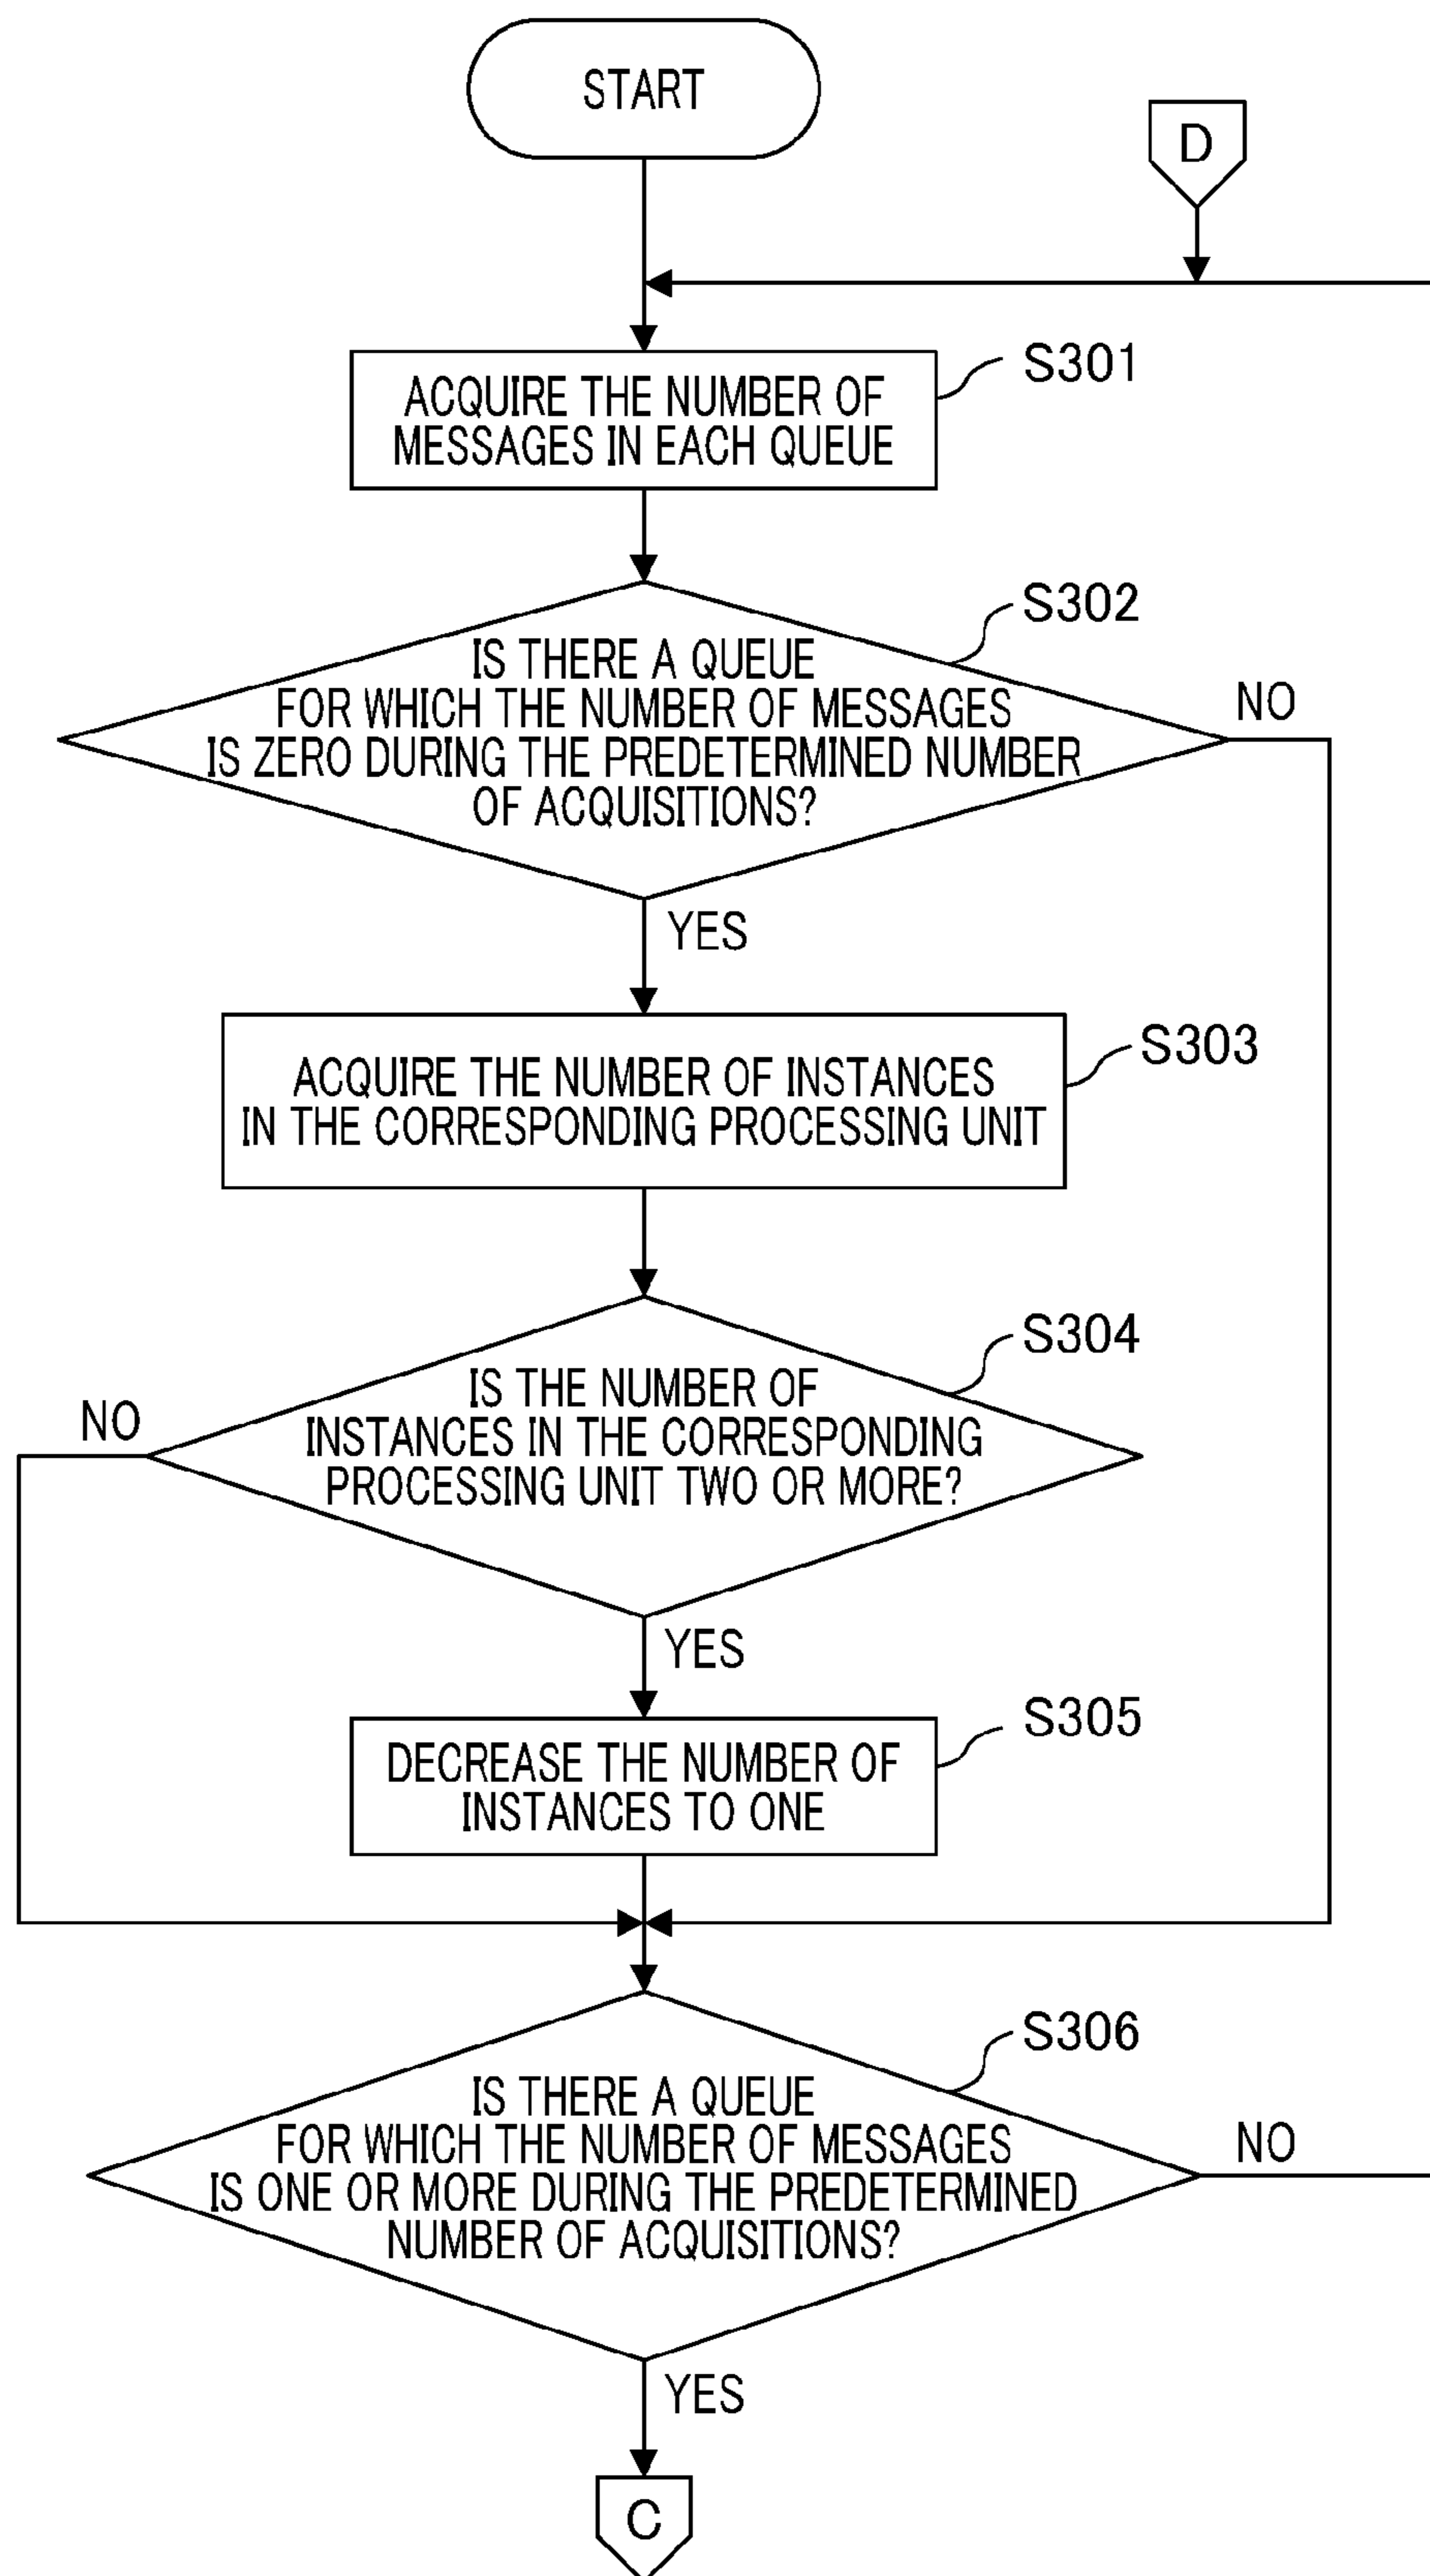 START
D
S301
ACQUIRE THE NUMBER OF
MESSAGES IN EACH QUEUE
S302
IS THERE A QUEUE
FOR WHICH THE NUMBER OF MESSAGES
IS ZERO DURING THE PREDETERMINED NUMBER
OF ACQUISITIONS?
NO
YES
S303
ACQUIRE THE NUMBER OF INSTANCES
IN THE CORRESPONDING PROCESSING UNIT
S304
IS THE NUMBER OF
INSTANCES IN THE CORRESPONDING
PROCESSING UNIT TWO OR MORE?
NO
YES
S305
DECREASE THE NUMBER OF
INSTANCES TO ONE
S306
IS THERE A QUEUE
FOR WHICH THE NUMBER OF MESSAGES
IS ONE OR MORE DURING THE PREDETERMINED
NUMBER OF ACQUISITIONS?
NO
YES
C